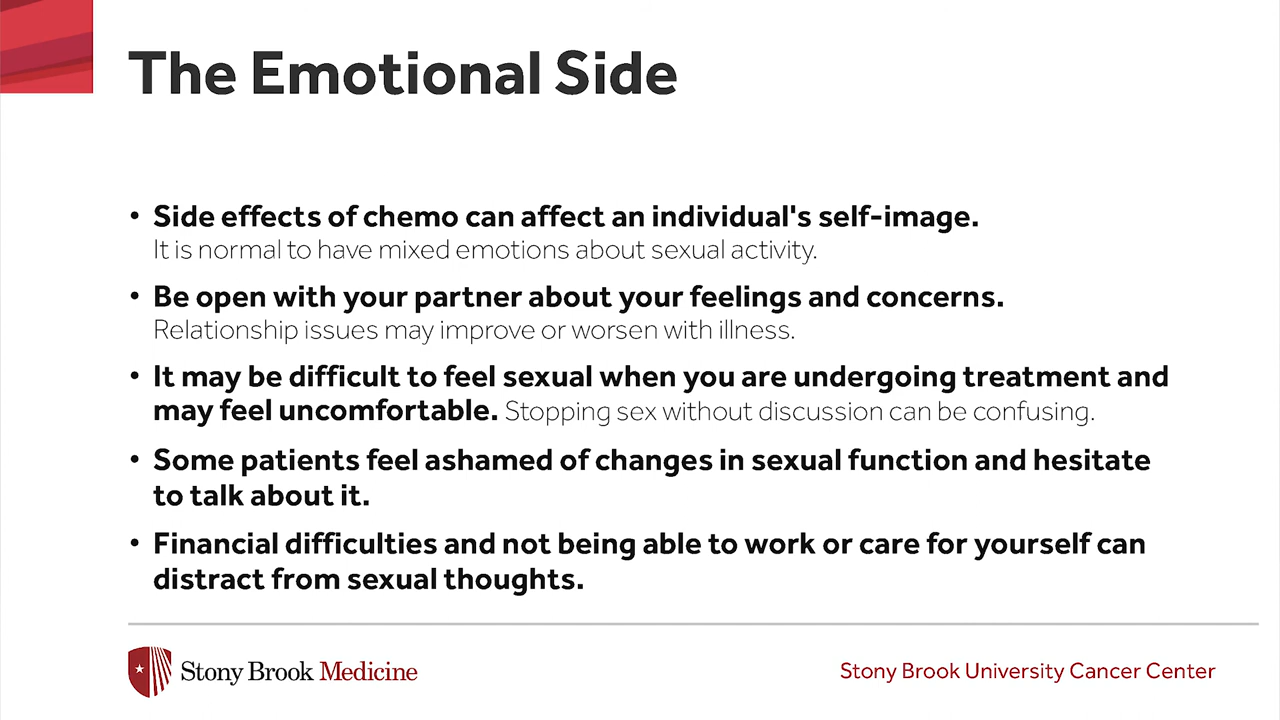 The Emotional Side
• Side effects of chemo can affect an individual's self-image.
It is normal to have mixed emotions about sexual activity.
• Be open with your partner about your feelings and concerns.
Relationship issues may improve or worsen with illness.
• It may be difficult to feel sexual when you are undergoing treatment and
may feel uncomfortable. Stopping sex without discussion can be confusing.
• Some patients feel ashamed of changes in sexual function and hesitate
to talk about it.
• Financial difficulties and not being able to work or care for yourself can
distract from sexual thoughts.
Stony Brook Medicine
Stony Brook University Cancer Center